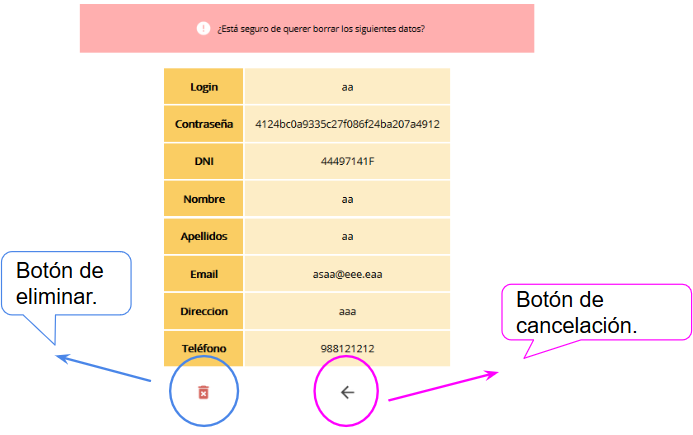 ¿Está seguro de querer borrar los siguientes datos?
Login aa
Contraseña 4124bc0a9335c27f086f24ba207a4912
DNI 44497141F
Nombre aa
Apellidos aa
Email asaa@eee.eaa
Direccion aaa
Teléfono 988121212
Botón de
eliminar.
Botón de
cancelación.